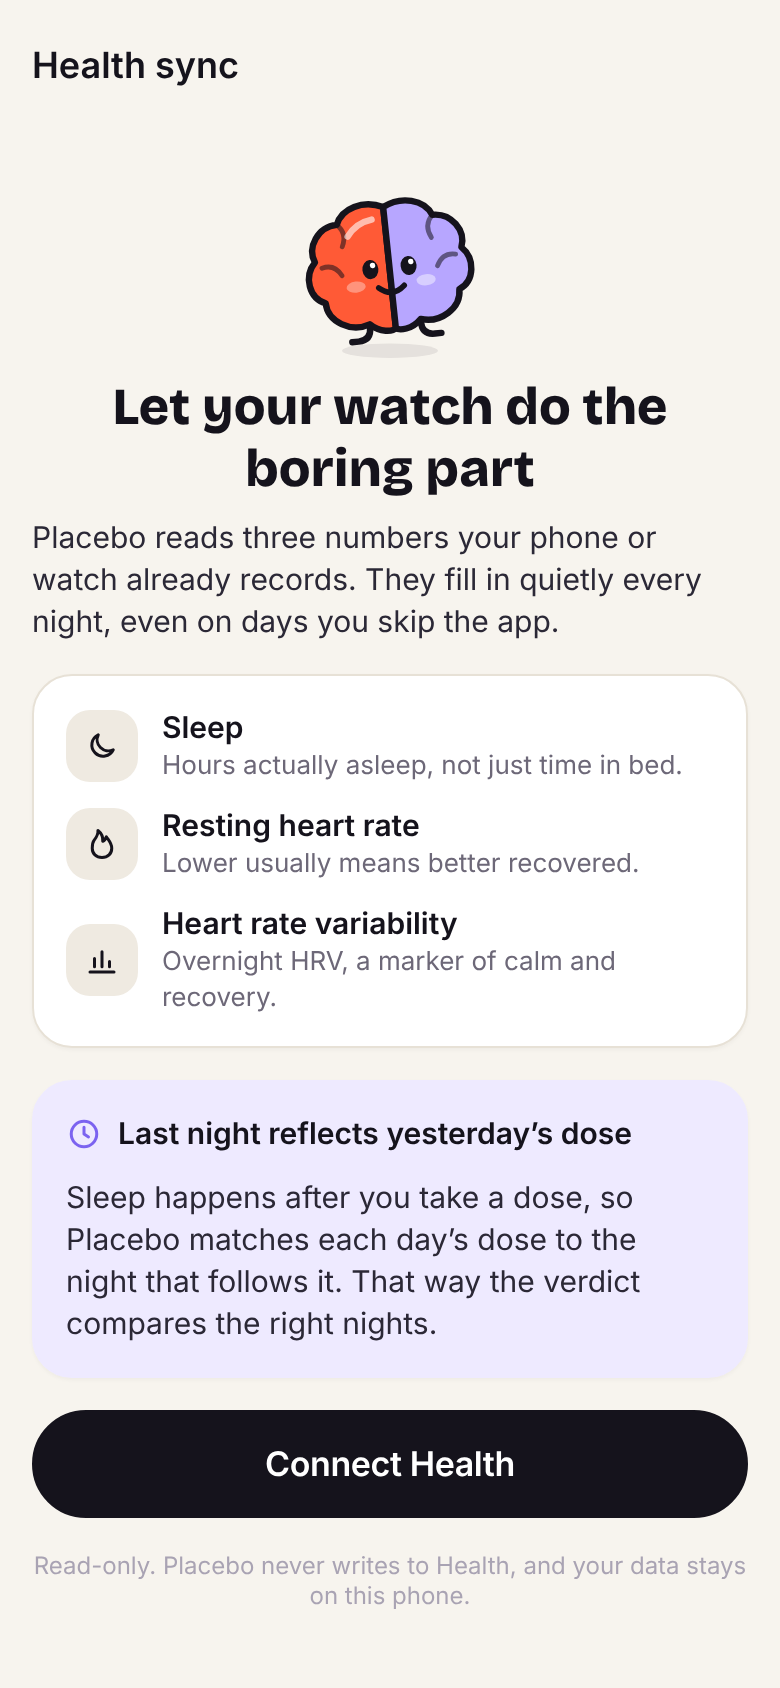 Health sync
Let your watch do the
boring part
Placebo reads three numbers your phone or
watch already records. They fill in quietly every
night, even on days you skip the app.
Sleep
Hours actually asleep, not just time in bed.
Resting heart rate
Lower usually means better recovered.
Heart rate variability
Overnight HRV, a marker of calm and
recovery.
Last night reflects yesterday’s dose
Sleep happens after you take a dose, so
Placebo matches each day’s dose to the
night that follows it. That way the verdict
compares the right nights.
Connect Health
Read-only. Placebo never writes to Health, and your data stays
on this phone.